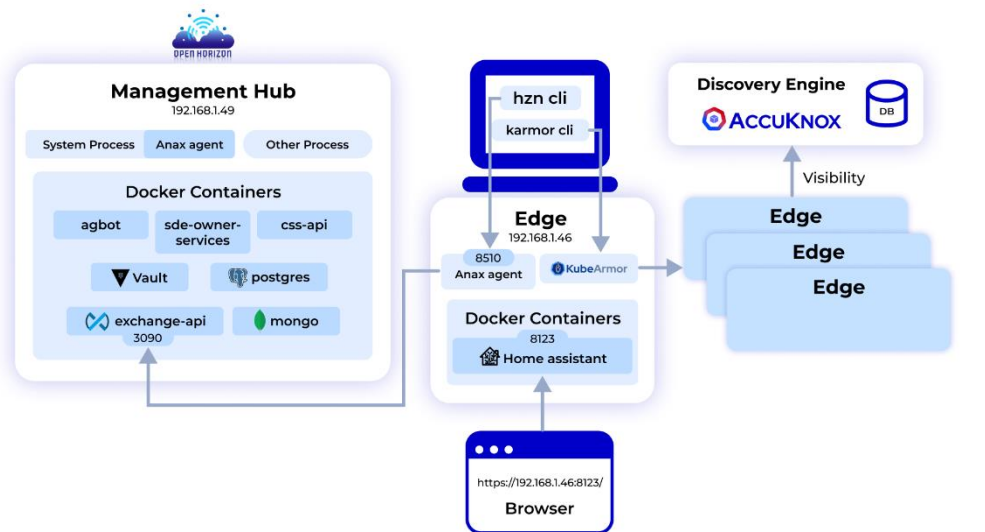 OPEN HORIZON
Management Hub
192.168.1.49
System Process
Anax agent
Other Process
Docker Containers
agbot
sde-owner-
services
css-api
Vault
postgres
exchange-api
3090
mongo
hzn cli
karmor cli
Edge
192.168.1.46
8510
Anax agent
KubeArmor
Docker Containers
8123
Home assistant
https://192.168.1.46:8123/
Browser
Discovery Engine
ACCUKNOX
DB
Visibility
Edge
Edge
Edge